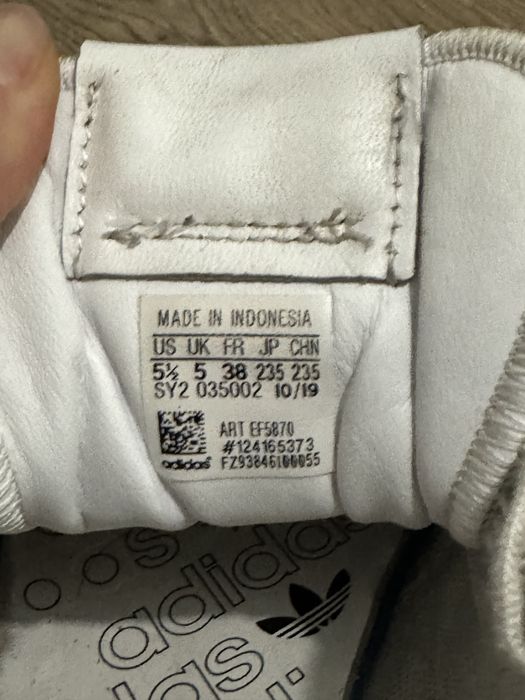 MADE IN INDONESIA
US UK FR JP CHN
5½ 5 38 235 235
SY2 035002 10/19
ART EF5870
#124165373
adidas FZ93846100055
adidas
adidas